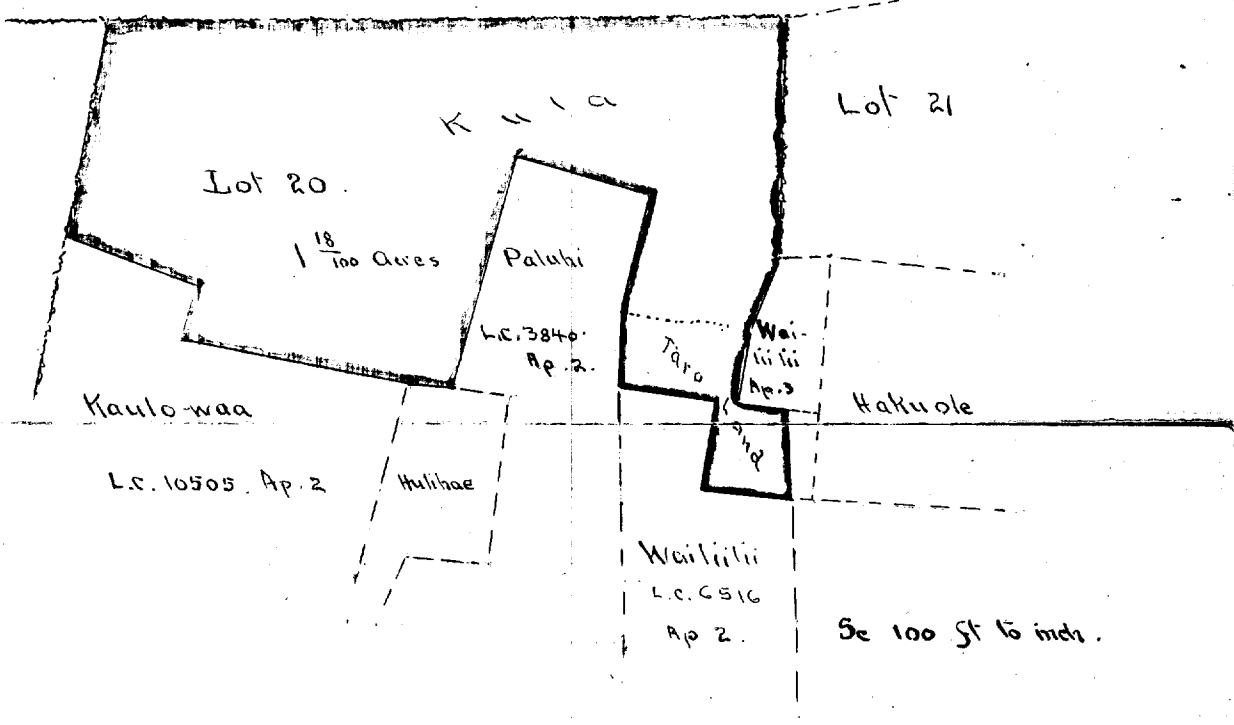 Lot 21
Kula
Lot 20.
1 18/100 Acres
Paluhi
L.C. 3840.
Ap. 2.
Taro
Land
Wai-
liilii
Ap. 3
Kaulo-waa
Hakuole
L.C. 10505. Ap. 2
Hulihae
Wailiilii
L.C. 6516
Ap 2.
Sc 100 ft to inch.